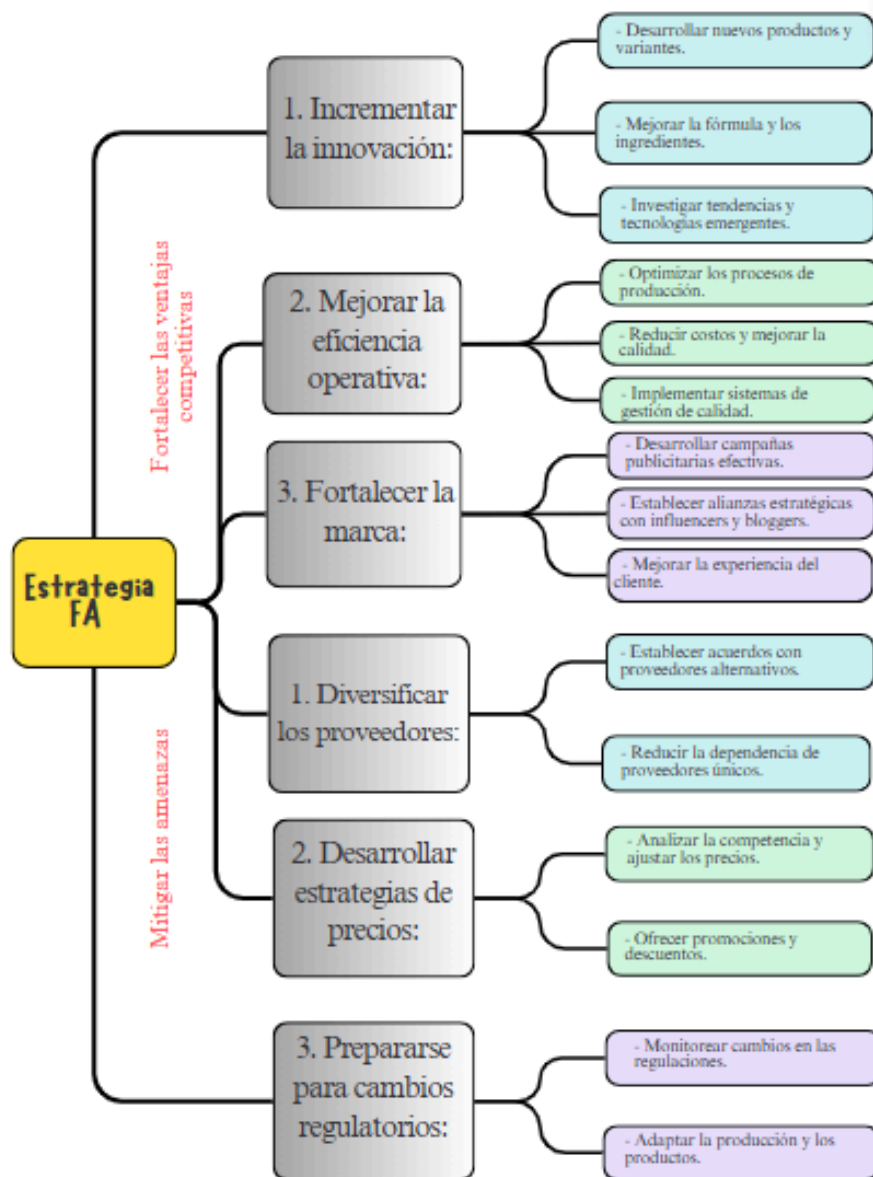 Estrategia
FA
Fortalecer las ventajas
competitivas
1. Incrementar
la innovación:
- Desarrollar nuevos productos y
variantes.
- Mejorar la fórmula y los
ingredientes.
- Investigar tendencias y
tecnologías emergentes.
2. Mejorar la
eficiencia
operativa:
- Optimizar los procesos de
producción.
- Reducir costos y mejorar la
calidad.
- Implementar sistemas de
gestión de calidad.
3. Fortalecer la
marca:
- Desarrollar campañas
publicitarias efectivas.
- Establecer alianzas estratégicas
con influencers y bloggers.
- Mejorar la experiencia del
cliente.
Mitigar las amenazas
1. Diversificar
los proveedores:
- Establecer acuerdos con
proveedores alternativos.
- Reducir la dependencia de
proveedores únicos.
2. Desarrollar
estrategias de
precios:
- Analizar la competencia y
ajustar los precios.
- Ofrecer promociones y
descuentos.
3. Prepararse
para cambios
regulatorios:
- Monitorear cambios en las
regulaciones.
- Adaptar la producción y los
productos.